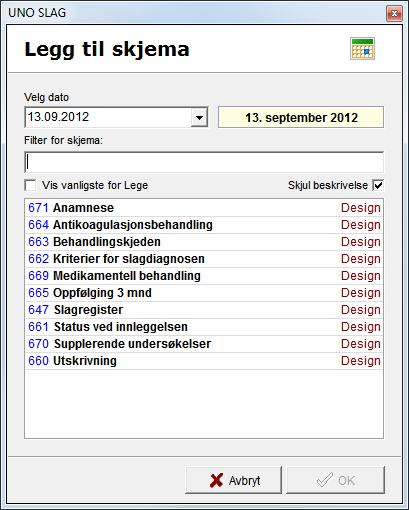 UNO SLAG
Legg til skjema
Velg dato
13.09.2012
13. september 2012
Filter for skjema:
Vis vanligste for Lege
Skjul beskrivelse
671 Anamnese Design
664 Antikoagulasjonsbehandling Design
663 Behandlingskjeden Design
662 Kriterier for slagdiagnosen Design
669 Medikamentell behandling Design
665 Oppfølging 3 mnd Design
647 Slagregister Design
661 Status ved innleggelsen Design
670 Supplerende undersøkelser Design
660 Utskrivning Design
Avbryt
OK